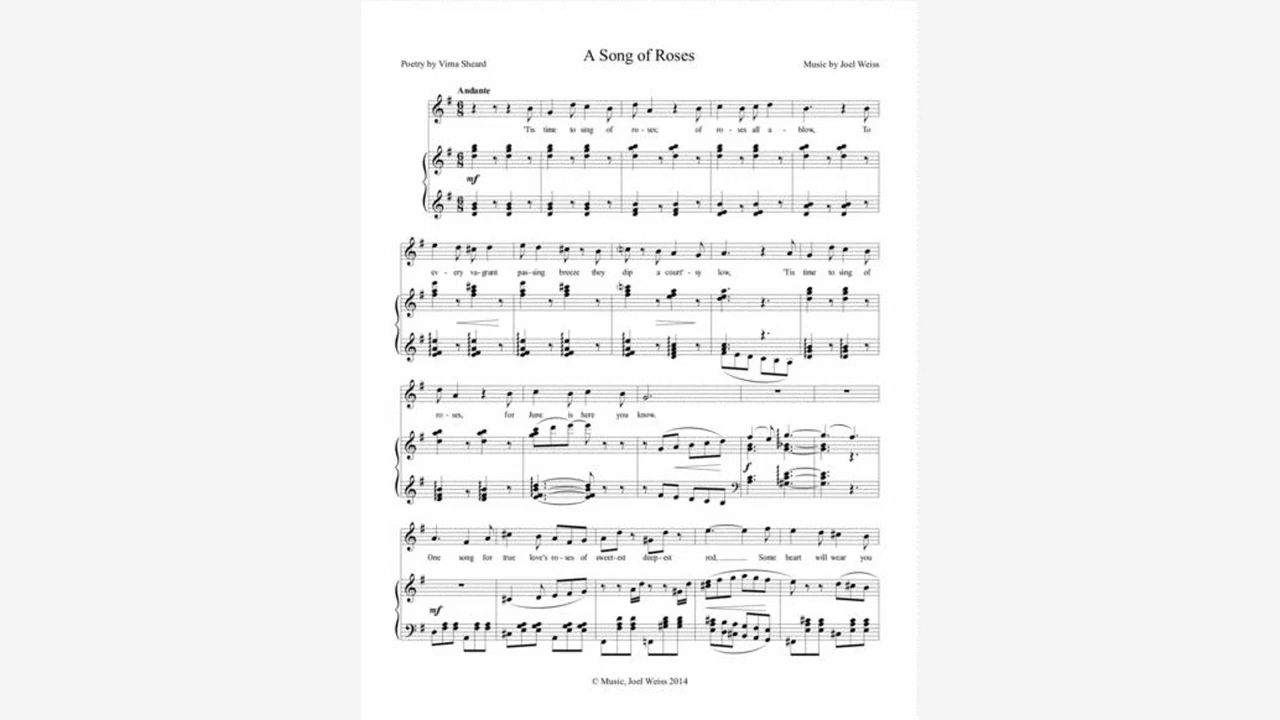 A Song of Roses
Poetry by Virna Sheard
Music by Joel Weiss
Andante
'Tis time to sing of ro - ses; of ro - ses all a - blow, To
mf
ev - ery va - grant pas - sing breeze they dip a court' - sy low, 'Tis time to sing of
ro - ses, for June is here you know.
f
One song for true love's ro - ses of sweet - est deep - est red, Some heart will wear you
mf
© Music, Joel Weiss 2014